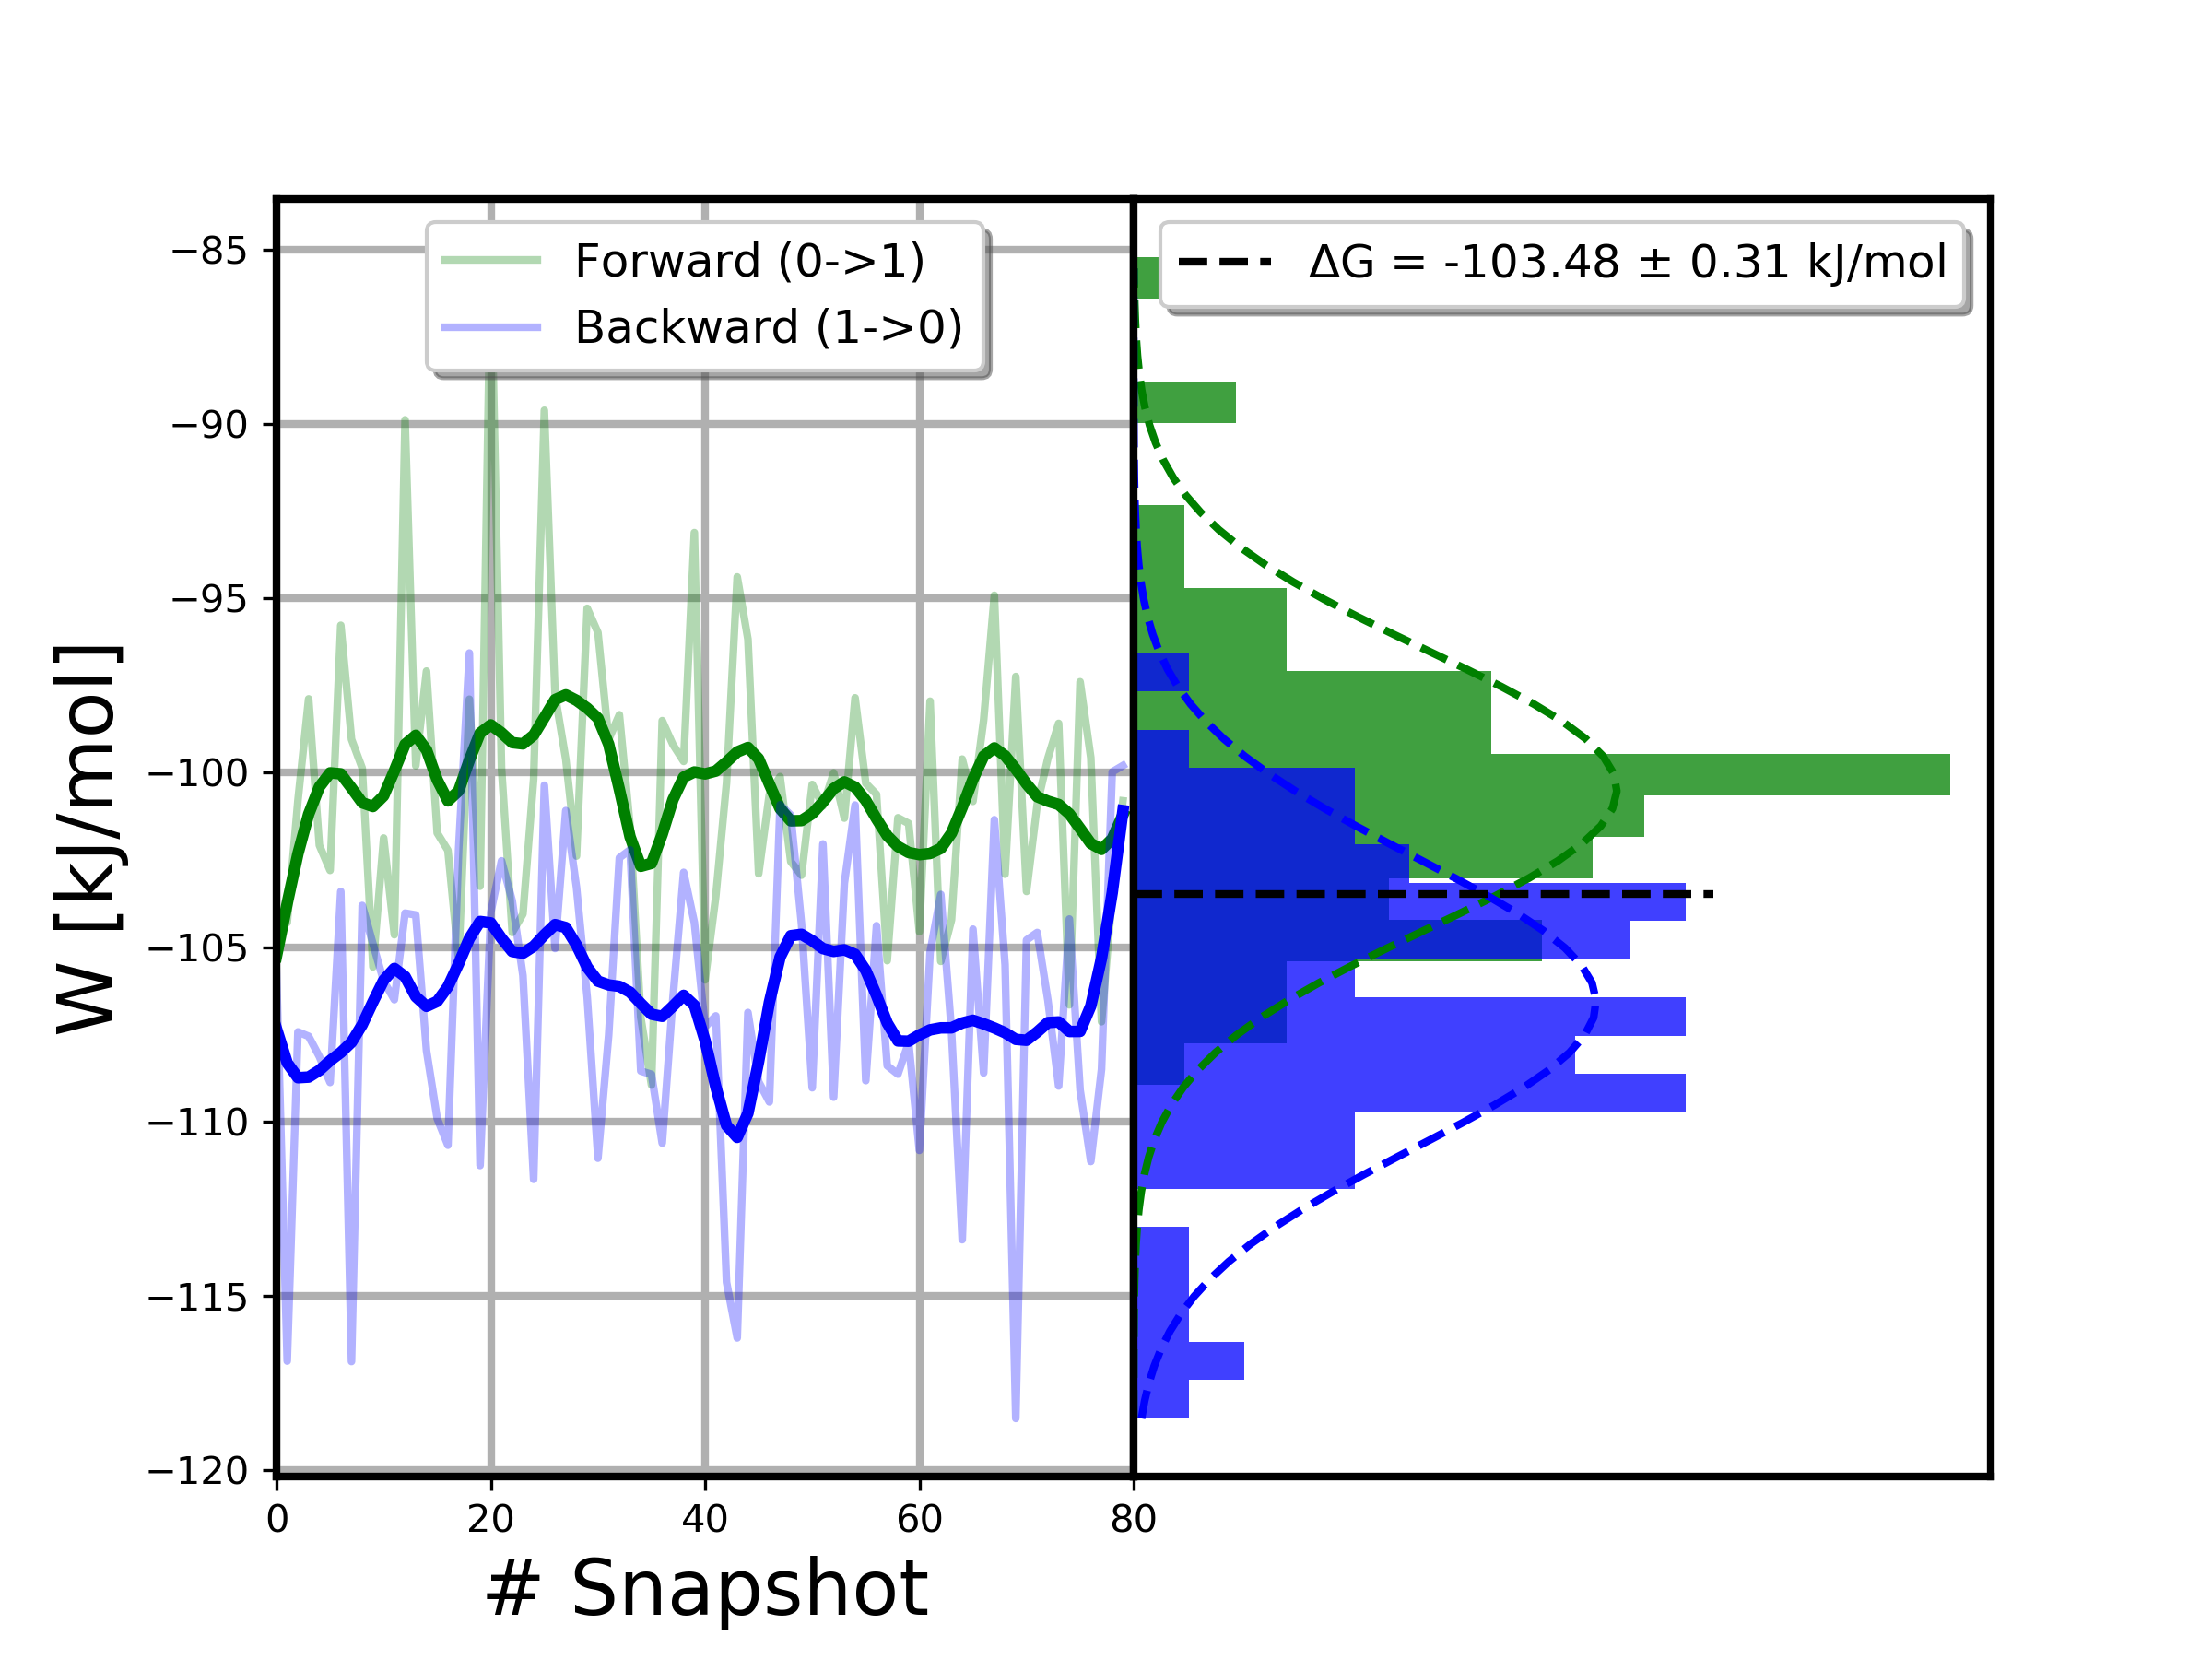 Forward (0->1)
Backward (1->0)
ΔG = -103.48 ± 0.31 kJ/mol
W [kJ/mol]
−85
−90
−95
−100
−105
−110
−115
−120
0 20 40 60 80
# Snapshot